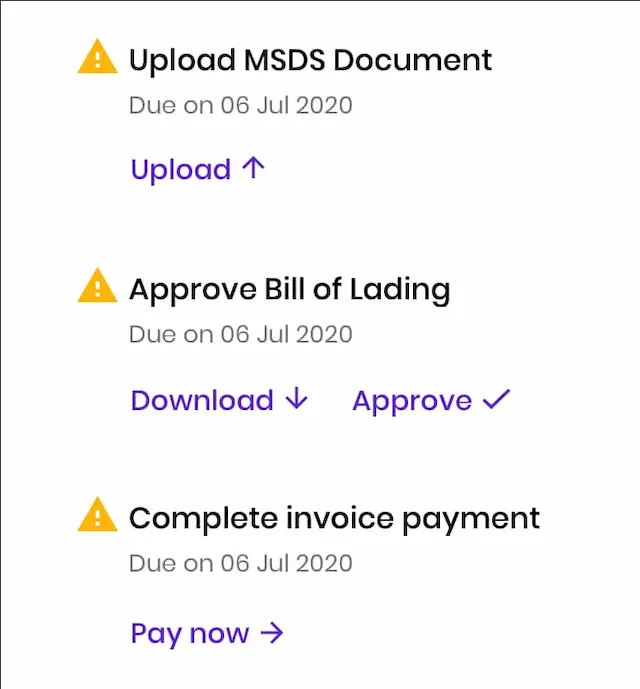 Upload MSDS Document
Due on 06 Jul 2020
Upload ↑
Approve Bill of Lading
Due on 06 Jul 2020
Download ↓ Approve ✓
Complete invoice payment
Due on 06 Jul 2020
Pay now →